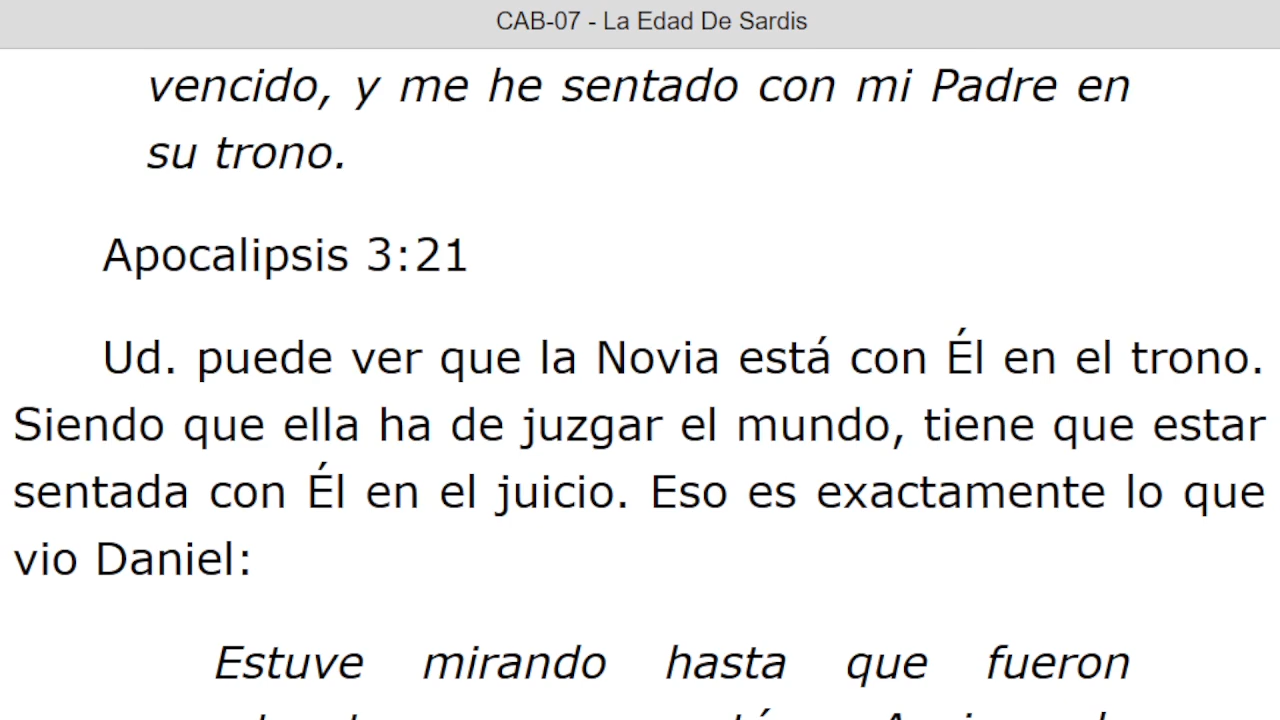 CAB-07 - La Edad De Sardis
vencido, y me he sentado con mi Padre en
su trono.
Apocalipsis 3:21
Ud. puede ver que la Novia está con Él en el trono.
Siendo que ella ha de juzgar el mundo, tiene que estar
sentada con Él en el juicio. Eso es exactamente lo que
vio Daniel:
Estuve mirando hasta que fueron